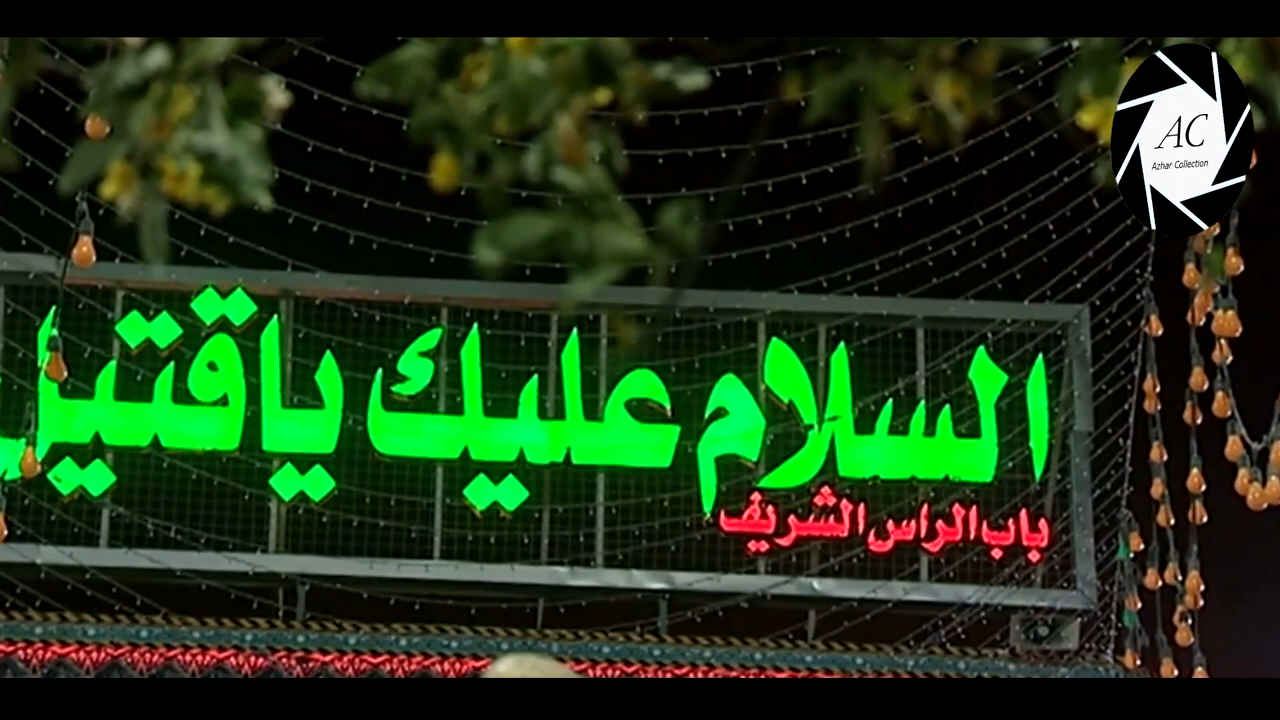 السلام عليك ياقتيل
باب الراس الشريف
AC
Azhar Collection